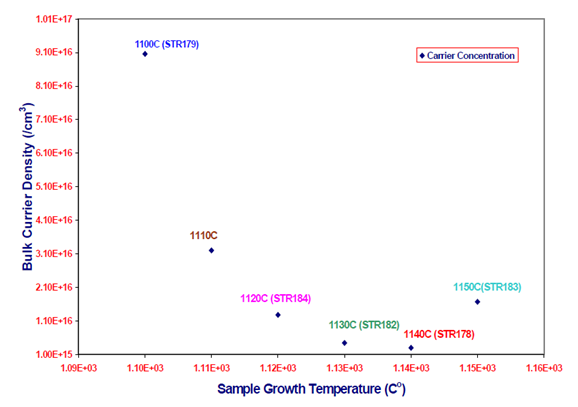 1.01E+17
1100C (STR179)
9.10E+16
Carrier Concentration
8.10E+16
7.10E+16
6.10E+16
5.10E+16
4.10E+16
1110C
3.10E+16
1150C(STR183)
2.10E+16
1120C (STR184)
1130C (STR182)
1140C (STR178)
1.10E+16
1.00E+15
1.09E+03 1.10E+03 1.11E+03 1.12E+03 1.13E+03 1.14E+03 1.15E+03 1.16E+03
Sample Growth Temperature (C°)
Bulk Currier Density (/cm³)